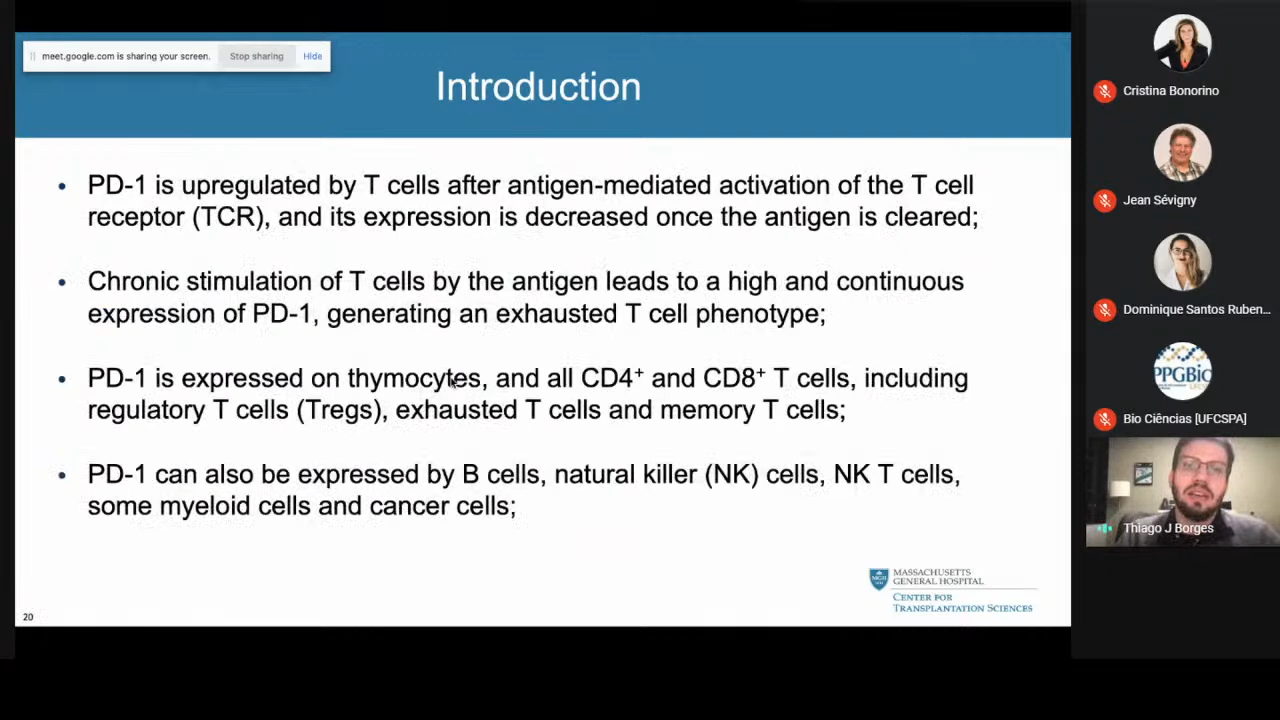 meet.google.com is sharing your screen. Stop sharing Hide
Introduction
• PD-1 is upregulated by T cells after antigen-mediated activation of the T cell
receptor (TCR), and its expression is decreased once the antigen is cleared;
• Chronic stimulation of T cells by the antigen leads to a high and continuous
expression of PD-1, generating an exhausted T cell phenotype;
• PD-1 is expressed on thymocytes, and all CD4⁺ and CD8⁺ T cells, including
regulatory T cells (Tregs), exhausted T cells and memory T cells;
• PD-1 can also be expressed by B cells, natural killer (NK) cells, NK T cells,
some myeloid cells and cancer cells;
MGH
MASSACHUSETTS
GENERAL HOSPITAL
CENTER FOR
TRANSPLANTATION SCIENCES
20
Cristina Bonorino
Jean Sévigny
Dominique Santos Ruben...
PPGBio
Bio Ciências [UFCSPA]
Thiago J Borges